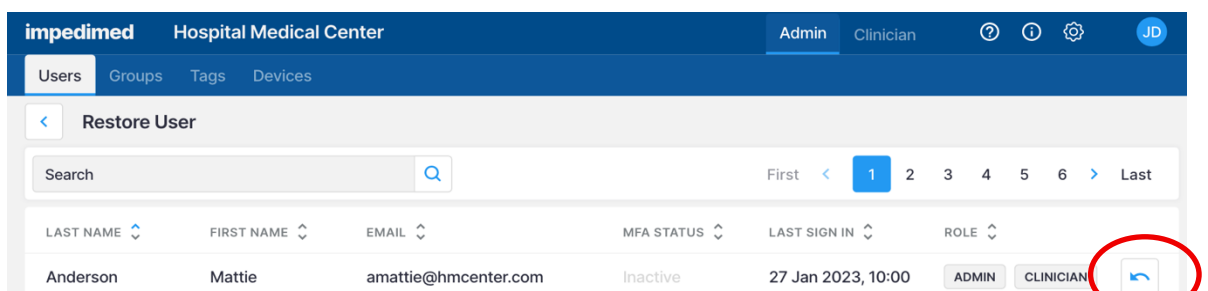 impedimed Hospital Medical Center Admin Clinician JD
Users Groups Tags Devices
Restore User
Search First 1 2 3 4 5 6 Last
LAST NAME FIRST NAME EMAIL MFA STATUS LAST SIGN IN ROLE
Anderson Mattie amattie@hmcenter.com Inactive 27 Jan 2023, 10:00 ADMIN CLINICIAN